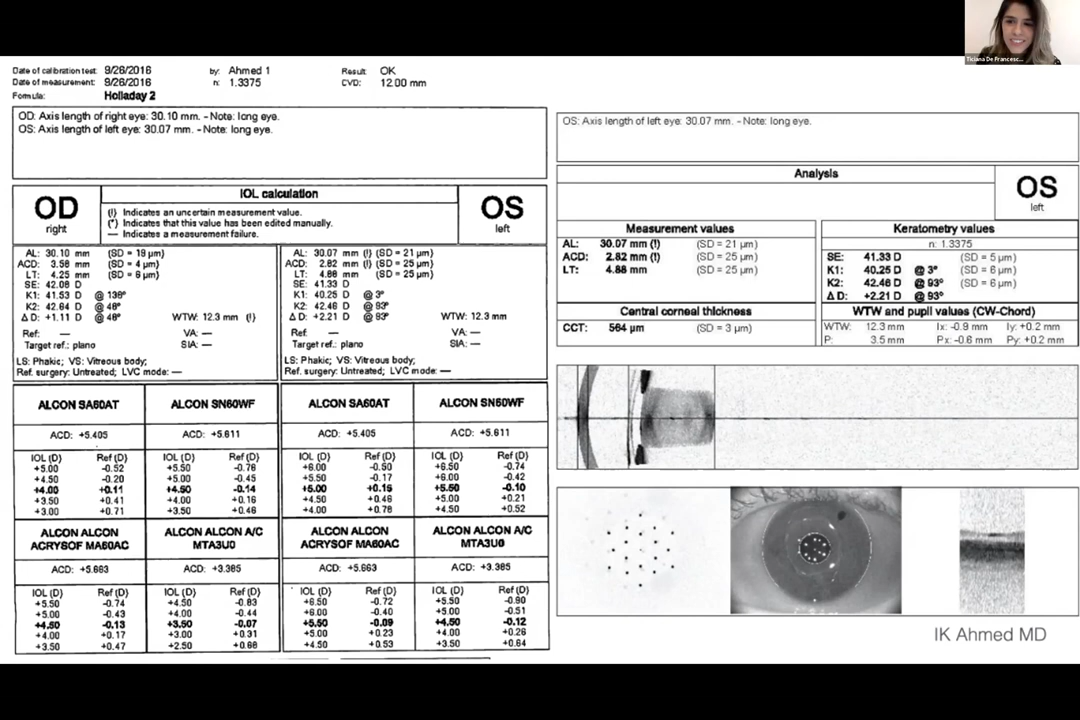 Ticiana De Francesc...
Date of calibration test: 9/26/2016 by: Ahmed 1 Result: OK
Date of measurement: 9/26/2016 n: 1.3375 CVD: 12.00 mm
Formula: Holladay 2
OD: Axis length of right eye: 30.10 mm. - Note: long eye.
OS: Axis length of left eye: 30.07 mm. - Note: long eye.
OD
right
IOL calculation
(!) Indicates an uncertain measurement value.
(*) Indicates that this value has been edited manually.
— Indicates a measurement failure.
OS
left
AL: 30.10 mm (SD = 19 µm)
ACD: 3.58 mm (SD = 4 µm)
LT: 4.25 mm (SD = 8 µm)
SE: 42.08 D
K1: 41.53 D @ 136°
K2: 42.64 D @ 46°
Δ D: +1.11 D @ 46° WTW: 12.3 mm (!)
Ref: — VA: —
Target ref.: plano SIA: —
LS: Phakic; VS: Vitreous body;
Ref. surgery: Untreated; LVC mode: —
AL: 30.07 mm (!) (SD = 21 µm)
ACD: 2.82 mm (!) (SD = 25 µm)
LT: 4.88 mm (SD = 25 µm)
SE: 41.33 D
K1: 40.25 D @ 3°
K2: 42.46 D @ 93°
Δ D: +2.21 D @ 93° WTW: 12.3 mm
Ref: — VA: —
Target ref.: plano SIA: —
LS: Phakic; VS: Vitreous body;
Ref. surgery: Untreated; LVC mode: —
ALCON SA60AT
ACD: +5.405
IOL (D) Ref (D)
+5.00 -0.52
+4.50 -0.20
+4.00 +0.11
+3.50 +0.41
+3.00 +0.71
ALCON SN60WF
ACD: +5.611
IOL (D) Ref (D)
+5.50 -0.76
+5.00 -0.45
+4.50 -0.14
+4.00 +0.16
+3.50 +0.46
ALCON SA60AT
ACD: +5.405
IOL (D) Ref (D)
+6.00 -0.50
+5.50 -0.17
+5.00 +0.15
+4.50 +0.46
+4.00 +0.78
ALCON SN60WF
ACD: +5.611
IOL (D) Ref (D)
+6.50 -0.74
+6.00 -0.42
+5.50 -0.10
+5.00 +0.21
+4.50 +0.52
ALCON ALCON
ACRYSOF MA60AC
ACD: +5.663
IOL (D) Ref (D)
+5.50 -0.74
+5.00 -0.43
+4.50 -0.13
+4.00 +0.17
+3.50 +0.47
ALCON ALCON A/C
MTA3U0
ACD: +3.385
IOL (D) Ref (D)
+4.50 -0.83
+4.00 -0.44
+3.50 -0.07
+3.00 +0.31
+2.50 +0.68
ALCON ALCON
ACRYSOF MA60AC
ACD: +5.663
IOL (D) Ref (D)
+6.50 -0.72
+6.00 -0.40
+5.50 -0.09
+5.00 +0.23
+4.50 +0.53
ALCON ALCON A/C
MTA3U0
ACD: +3.385
IOL (D) Ref (D)
+5.50 -0.90
+5.00 -0.51
+4.50 -0.12
+4.00 +0.26
+3.50 +0.64
OS: Axis length of left eye: 30.07 mm. - Note: long eye.
Analysis
OS
left
Measurement values
AL: 30.07 mm (!) (SD = 21 µm)
ACD: 2.82 mm (!) (SD = 25 µm)
LT: 4.88 mm (SD = 25 µm)
Keratometry values
n: 1.3375
SE: 41.33 D (SD = 5 µm)
K1: 40.25 D @ 3° (SD = 6 µm)
K2: 42.46 D @ 93° (SD = 6 µm)
Δ D: +2.21 D @ 93°
Central corneal thickness
CCT: 564 µm (SD = 3 µm)
WTW and pupil values (CW-Chord)
WTW: 12.3 mm Ix: -0.9 mm Iy: +0.2 mm
P: 3.5 mm Px: -0.6 mm Py: +0.2 mm
IK Ahmed MD